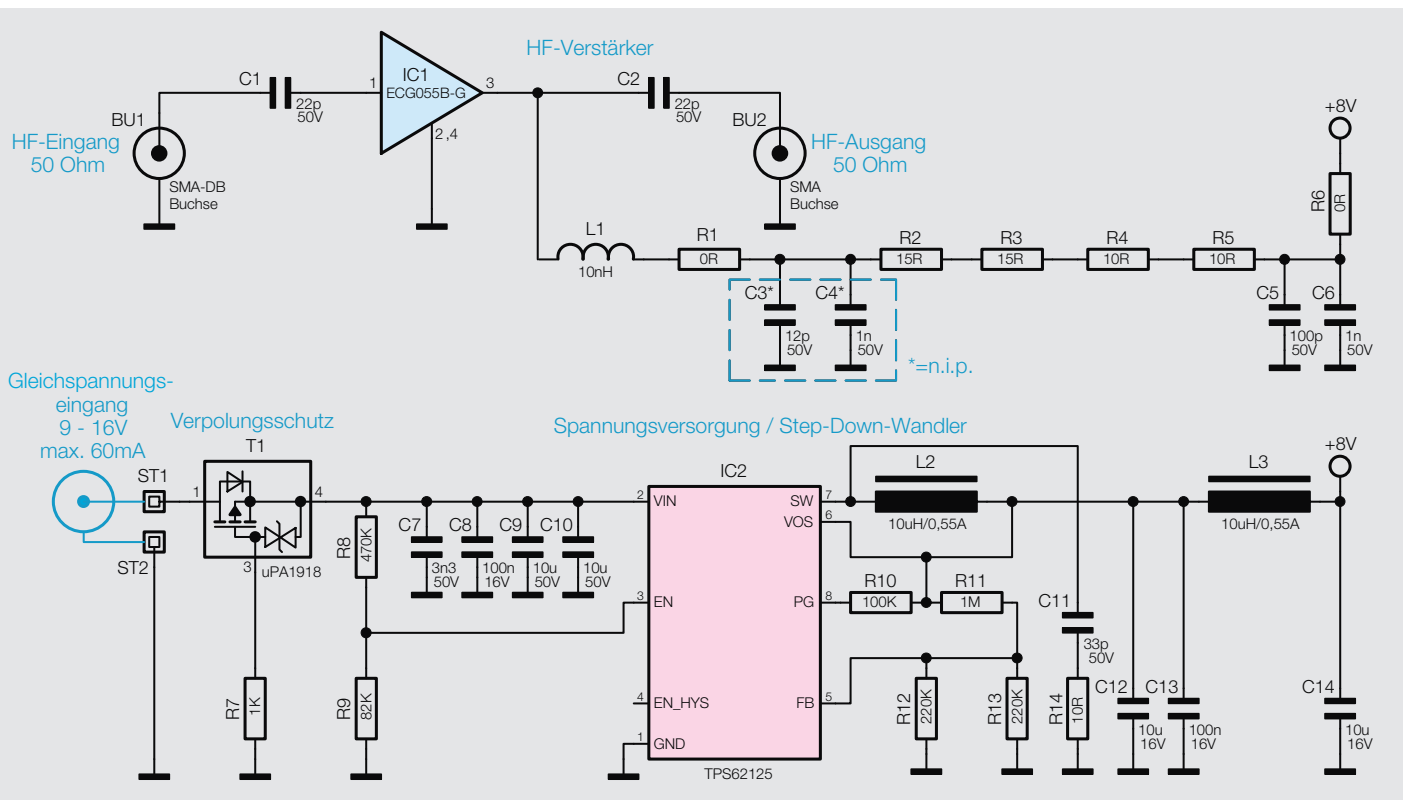 HF-Verstärker
C1
22p
50V
1
IC1
ECG055B-G
3
2,4
C2
22p
50V
BU1
HF-Eingang
50 Ohm
SMA-DB
Buchse
BU2
HF-Ausgang
50 Ohm
SMA
Buchse
+8V
R6
0R
L1
10nH
R1
0R
R2
15R
R3
15R
R4
10R
R5
10R
C3*
12p
50V
C4*
1n
50V
*=n.i.p.
C5
100p
50V
C6
1n
50V
Gleichspannungs-
eingang
9 - 16V
max. 60mA
Verpolungsschutz
T1
ST1
ST2
1
4
3
uPA1918
R7
1K
R8
470K
R9
82K
C7
3n3
50V
C8
100n
16V
C9
10u
50V
C10
10u
50V
Spannungsversorgung / Step-Down-Wandler
IC2
2
VIN
3
EN
4
EN_HYS
1
GND
SW
7
VOS
6
PG
8
FB
5
TPS62125
L2
10uH/0,55A
R10
100K
R11
1M
R12
220K
R13
220K
C11
33p
50V
R14
10R
C12
10u
16V
C13
100n
16V
L3
10uH/0,55A
+8V
C14
10u
16V